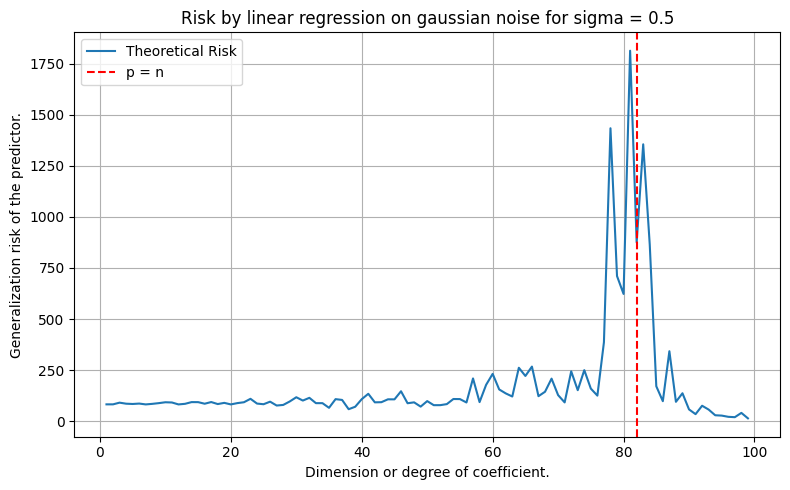 Risk by linear regression on gaussian noise for sigma = 0.5
Theoretical Risk
p = n
Generalization risk of the predictor.
1750
1500
1250
1000
750
500
250
0
0 20 40 60 80 100
Dimension or degree of coefficient.